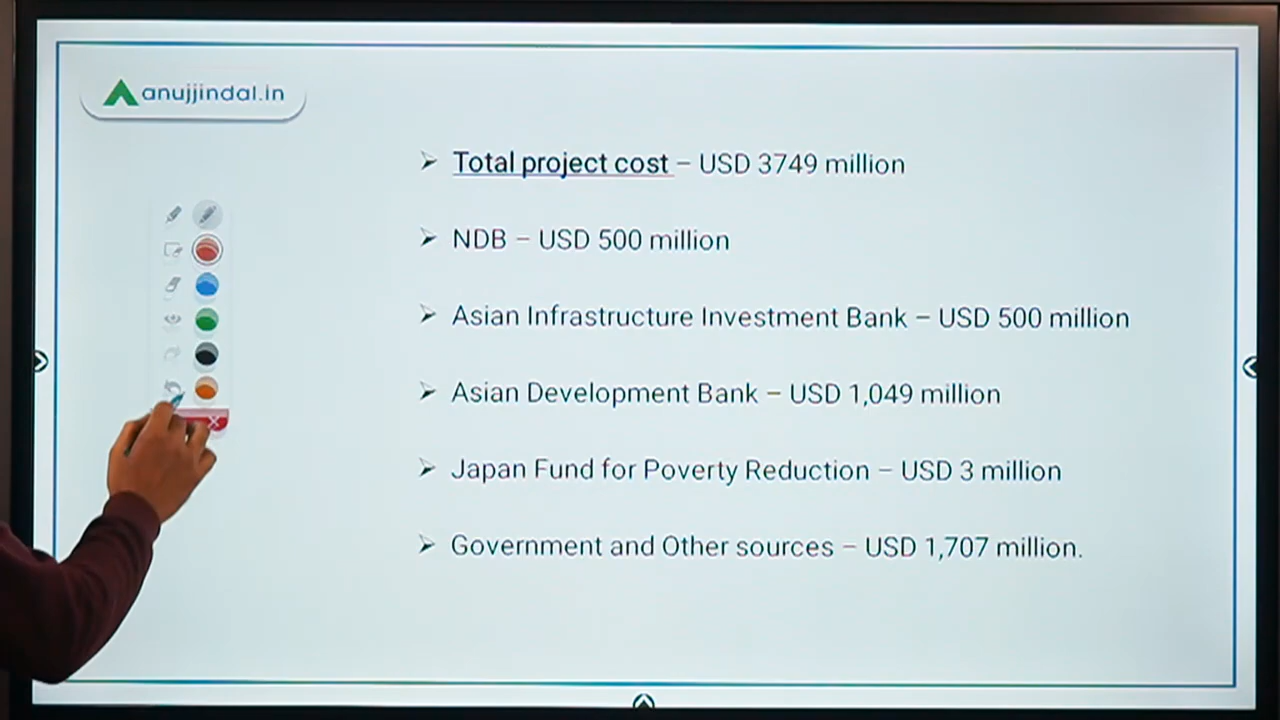 anujjindal.in
➢ Total project cost – USD 3749 million
➢ NDB – USD 500 million
➢ Asian Infrastructure Investment Bank – USD 500 million
➢ Asian Development Bank – USD 1,049 million
➢ Japan Fund for Poverty Reduction – USD 3 million
➢ Government and Other sources – USD 1,707 million.